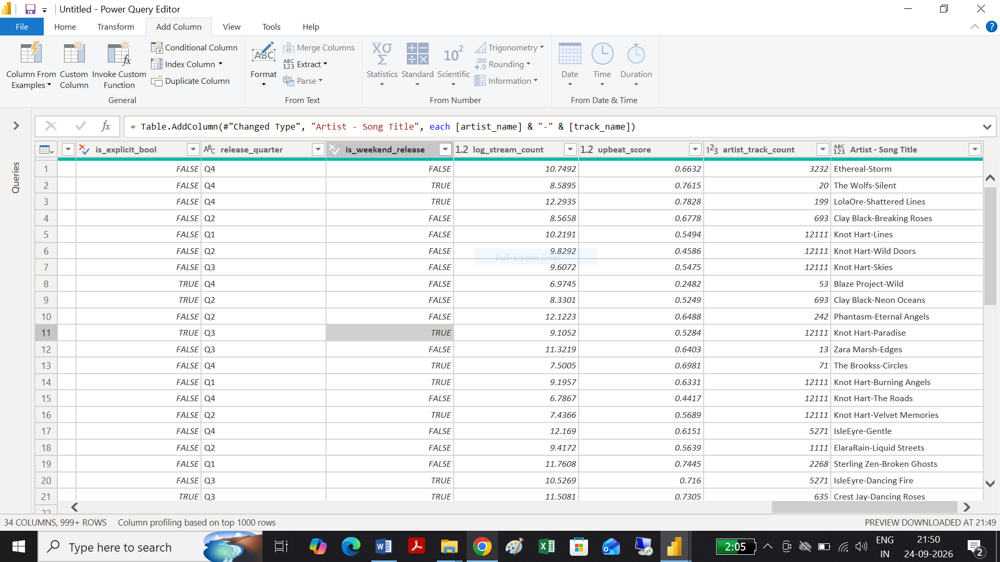 Untitled - Power Query Editor
File Home Transform Add Column View Tools Help
Column From Examples
Custom Column
Invoke Custom Function
Conditional Column
Index Column
Duplicate Column
General
Format
Merge Columns
Extract
Parse
From Text
Statistics
Standard
Scientific
Trigonometry
Rounding
Information
From Number
Date
Time
Duration
From Date & Time
= Table.AddColumn(#"Changed Type", "Artist - Song Title", each [artist_name] & "-" & [track_name])
Queries
is_explicit_bool ABC release_quarter is_weekend_release 1.2 log_stream_count 1.2 upbeat_score 123 artist_track_count ABC 123 Artist - Song Title
1 FALSE Q4 FALSE 10.7492 0.6632 3232 Ethereal-Storm
2 FALSE Q4 TRUE 8.5895 0.7615 20 The Wolfs-Silent
3 FALSE Q4 TRUE 12.2935 0.7828 199 LolaOre-Shattered Lines
4 FALSE Q2 FALSE 8.5658 0.6778 693 Clay Black-Breaking Roses
5 FALSE Q1 FALSE 10.2191 0.5494 12111 Knot Hart-Lines
6 FALSE Q2 FALSE 9.8292 0.4586 12111 Knot Hart-Wild Doors
Full-screen Snip
7 FALSE Q3 FALSE 9.6072 0.5475 12111 Knot Hart-Skies
8 TRUE Q4 FALSE 6.9745 0.2482 53 Blaze Project-Wild
9 TRUE Q2 FALSE 8.3301 0.5249 693 Clay Black-Neon Oceans
10 FALSE Q2 FALSE 12.1223 0.6488 242 Phantasm-Eternal Angels
11 TRUE Q3 TRUE 9.1052 0.5284 12111 Knot Hart-Paradise
12 FALSE Q3 FALSE 11.3219 0.6403 13 Zara Marsh-Edges
13 FALSE Q4 TRUE 7.5005 0.6981 71 The Brookss-Circles
14 FALSE Q1 TRUE 9.1957 0.6331 12111 Knot Hart-Burning Angels
15 FALSE Q4 FALSE 6.7867 0.4417 12111 Knot Hart-The Roads
16 FALSE Q2 TRUE 7.4366 0.5689 12111 Knot Hart-Velvet Memories
17 FALSE Q4 FALSE 12.169 0.6151 5271 IsleEyre-Gentle
18 FALSE Q2 FALSE 9.4172 0.5639 1111 ElaraRain-Liquid Streets
19 FALSE Q1 FALSE 11.7608 0.7445 2268 Sterling Zen-Broken Ghosts
20 FALSE Q3 TRUE 10.5269 0.716 5271 IsleEyre-Dancing Fire
21 TRUE Q3 TRUE 11.5081 0.7305 635 Crest Jay-Dancing Roses
22
34 COLUMNS, 999+ ROWS Column profiling based on top 1000 rows PREVIEW DOWNLOADED AT 21:49
Type here to search
2:05
ENG
IN
21:50
24-09-2026
2